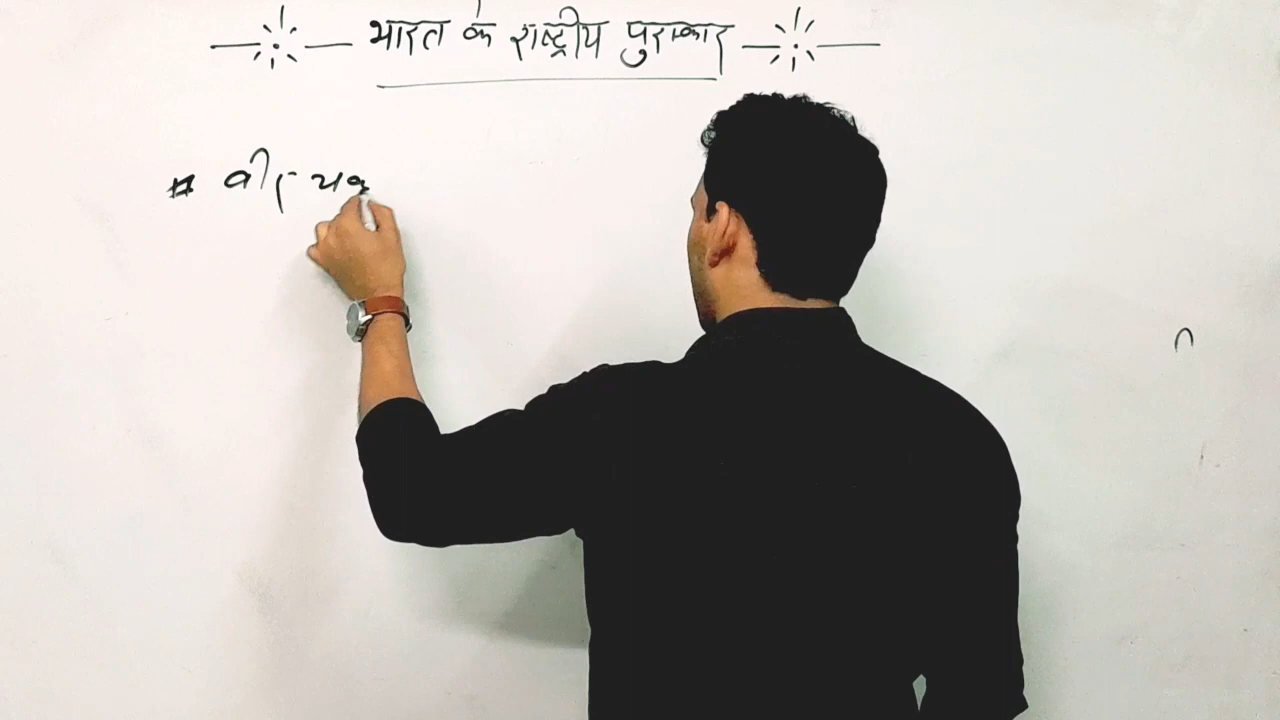 भारत के राष्ट्रीय पुरस्कार
# वीर